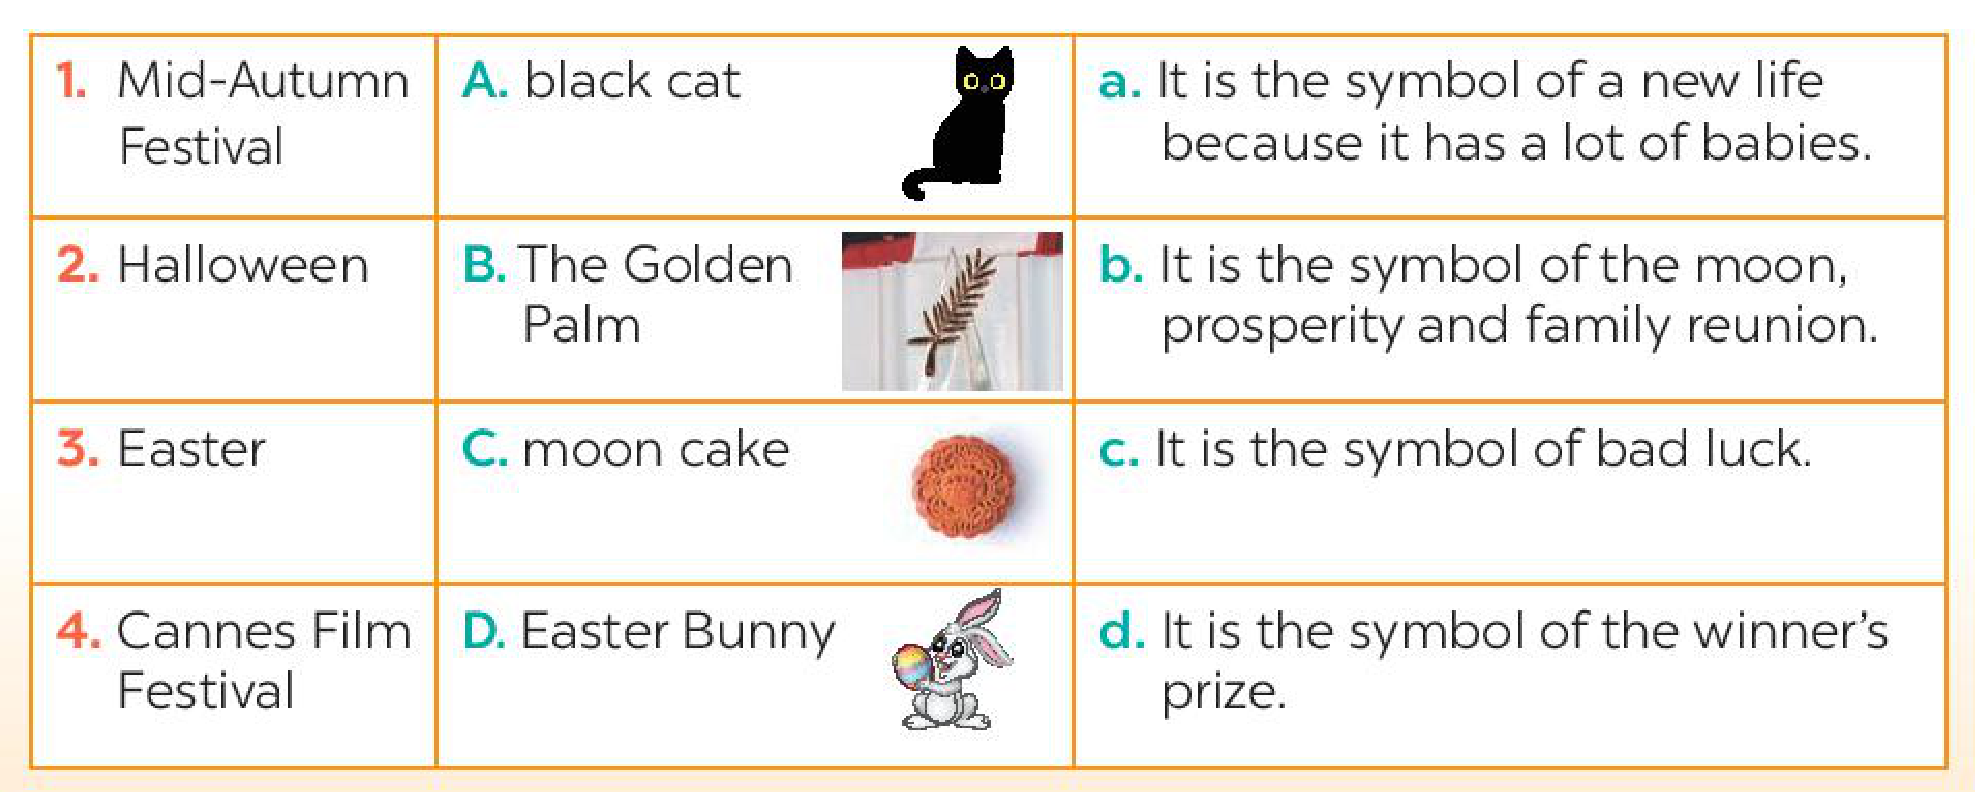 1. Mid-Autumn
Festival
A. black cat
a. It is the symbol of a new life
because it has a lot of babies.
2. Halloween
B. The Golden
Palm
b. It is the symbol of the moon,
prosperity and family reunion.
3. Easter
C. moon cake
c. It is the symbol of bad luck.
4. Cannes Film
Festival
D. Easter Bunny
d. It is the symbol of the winner's
prize.